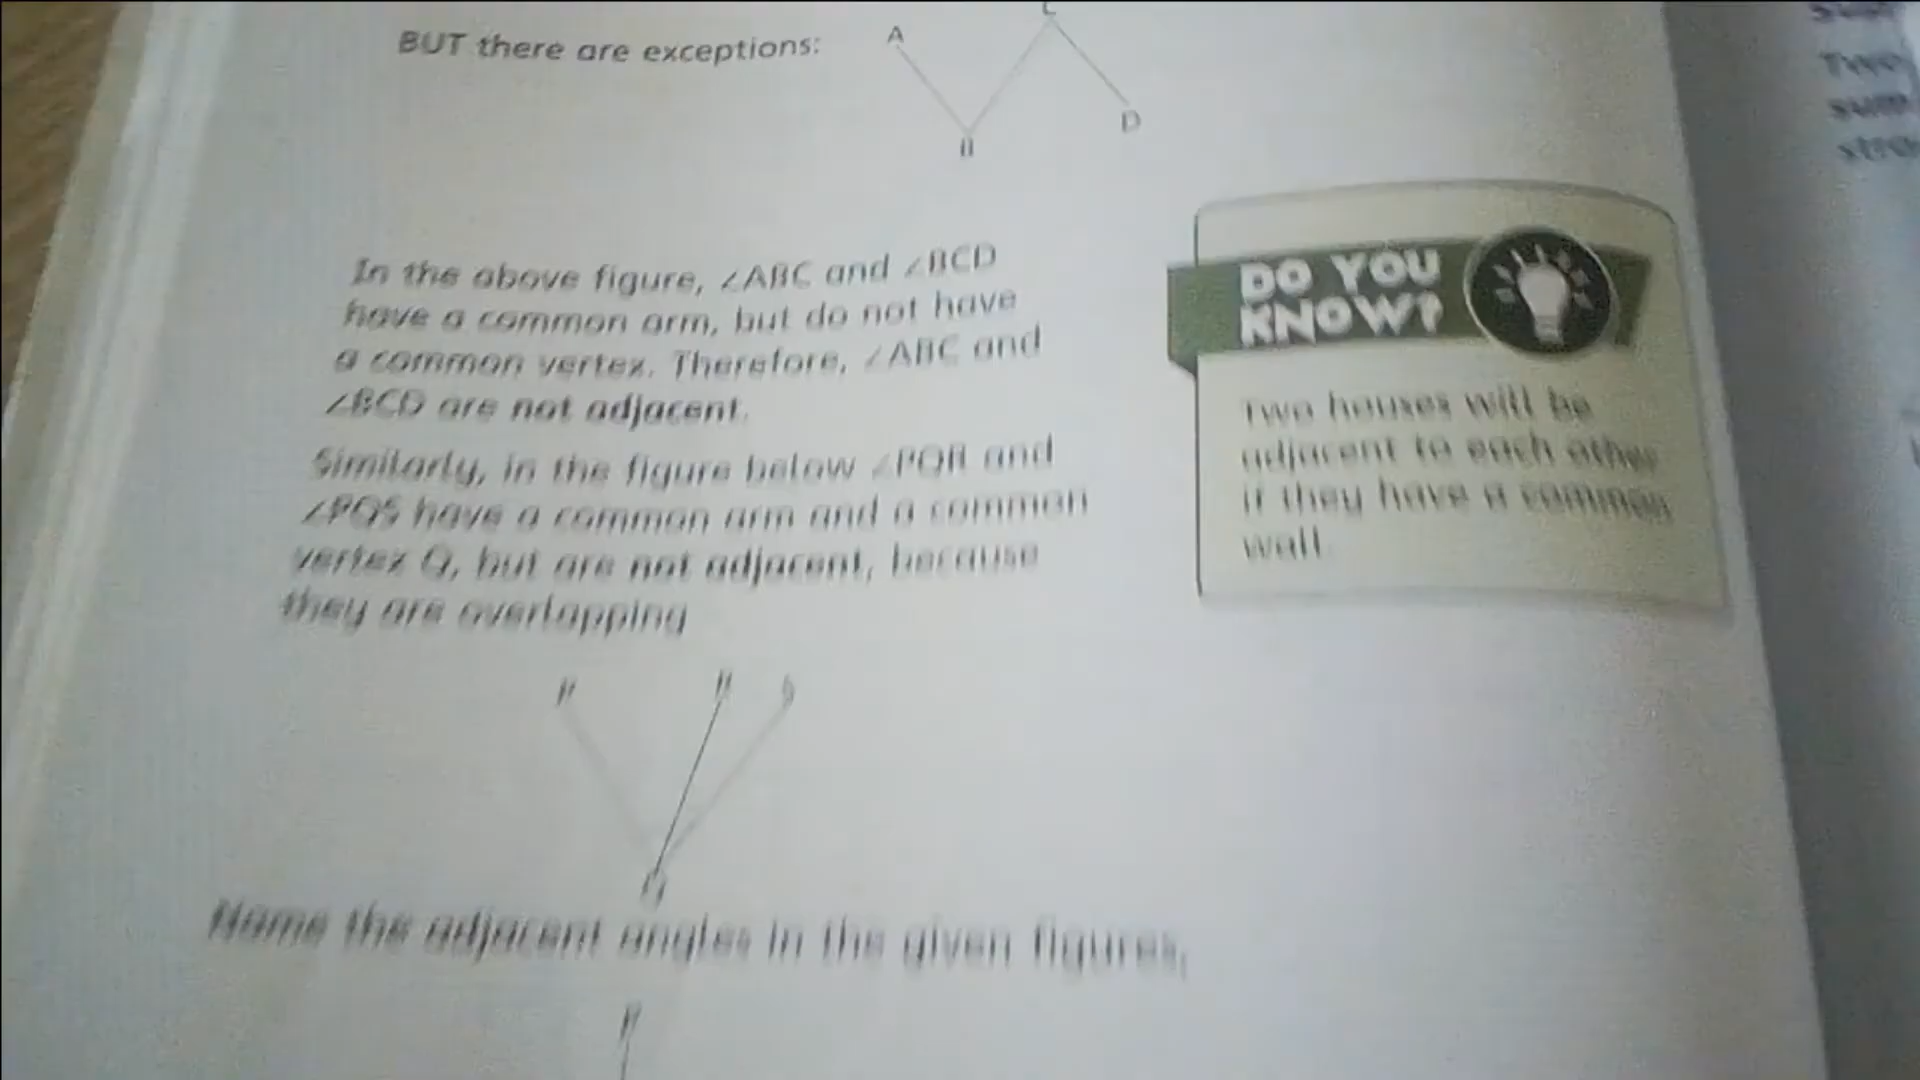 BUT there are exceptions:
A
C
B
D
In the above figure, ∠ABC and ∠BCD
have a common arm, but do not have
a common vertex. Therefore, ∠ABC and
∠BCD are not adjacent.
Similarly, in the figure below ∠PQR and
∠PQS have a common arm and a common
vertex Q, but are not adjacent, because
they are overlapping
P R S
Q
Name the adjacent angles in the given figures.
DO YOU
KNOW?
Two houses will be
adjacent to each other
if they have a common
wall.
Two
sum